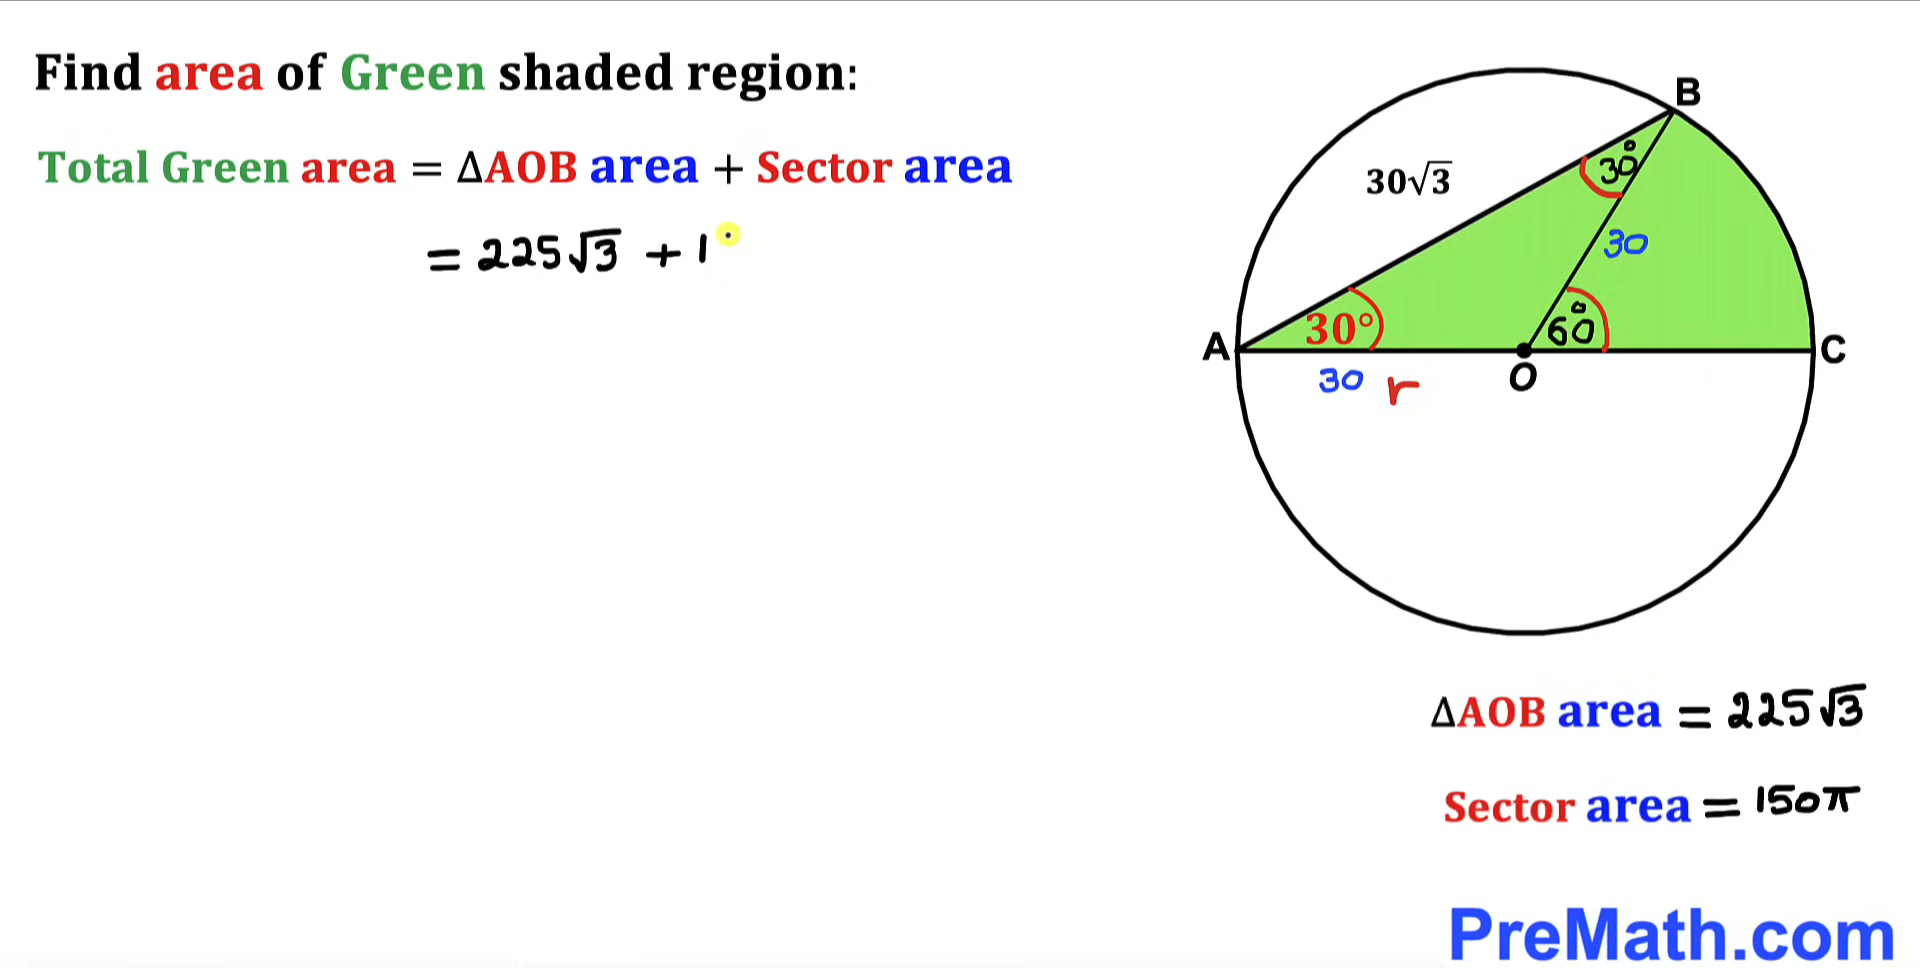 Find area of Green shaded region:
Total Green area = ΔAOB area + Sector area
= 225√3 + 1
B
30°
30√3
30
30°
60°
A
C
30 r
O
ΔAOB area = 225√3
Sector area = 150π
PreMath.com